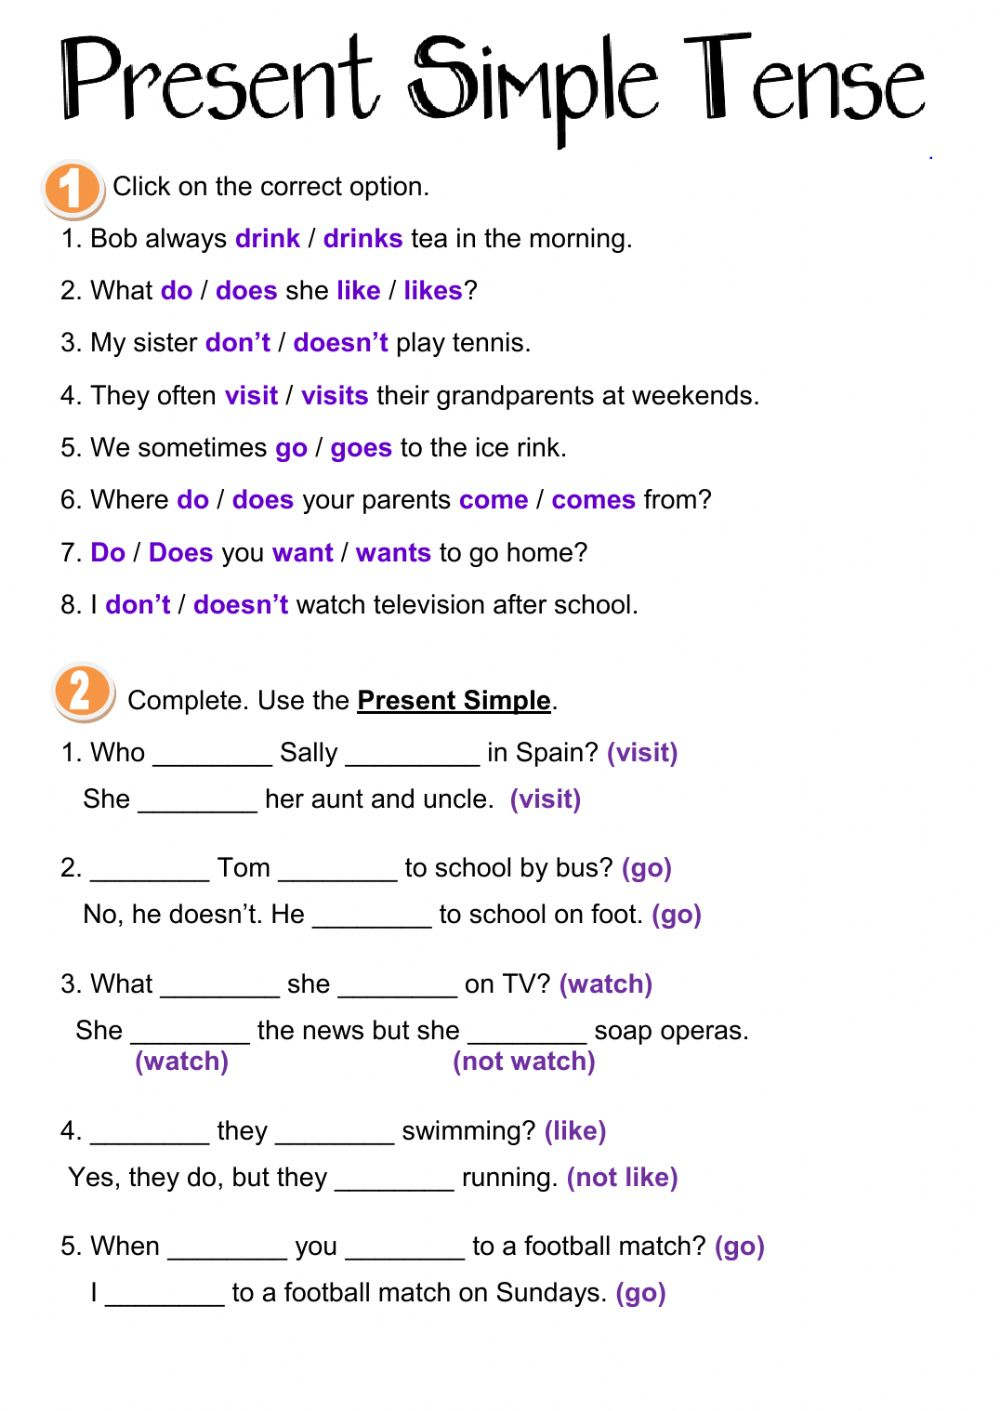 Present Simple Tense
1 Click on the correct option.
1. Bob always drink / drinks tea in the morning.
2. What do / does she like / likes?
3. My sister don’t / doesn’t play tennis.
4. They often visit / visits their grandparents at weekends.
5. We sometimes go / goes to the ice rink.
6. Where do / does your parents come / comes from?
7. Do / Does you want / wants to go home?
8. I don’t / doesn’t watch television after school.
2 Complete. Use the Present Simple.
1. Who ________ Sally _________ in Spain? (visit)
She ________ her aunt and uncle. (visit)
2. ________ Tom ________ to school by bus? (go)
No, he doesn’t. He ________ to school on foot. (go)
3. What ________ she ________ on TV? (watch)
She ________ the news but she ________ soap operas.
(watch) (not watch)
4. ________ they ________ swimming? (like)
Yes, they do, but they ________ running. (not like)
5. When ________ you ________ to a football match? (go)
I ________ to a football match on Sundays. (go)